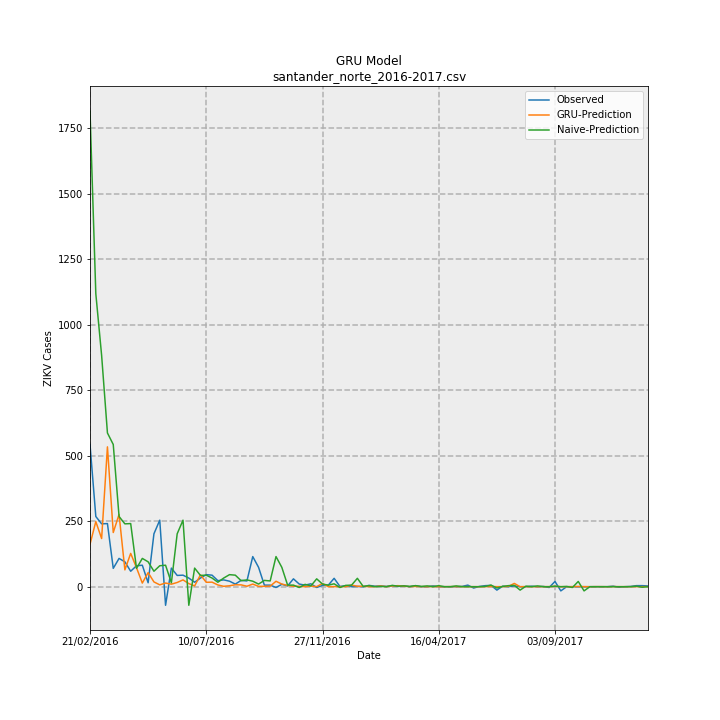 GRU Model
santander_norte_2016-2017.csv
Observed
GRU-Prediction
Naive-Prediction
1750
1500
1250
1000
750
500
250
0
ZIKV Cases
21/02/2016
10/07/2016
27/11/2016
16/04/2017
03/09/2017
Date